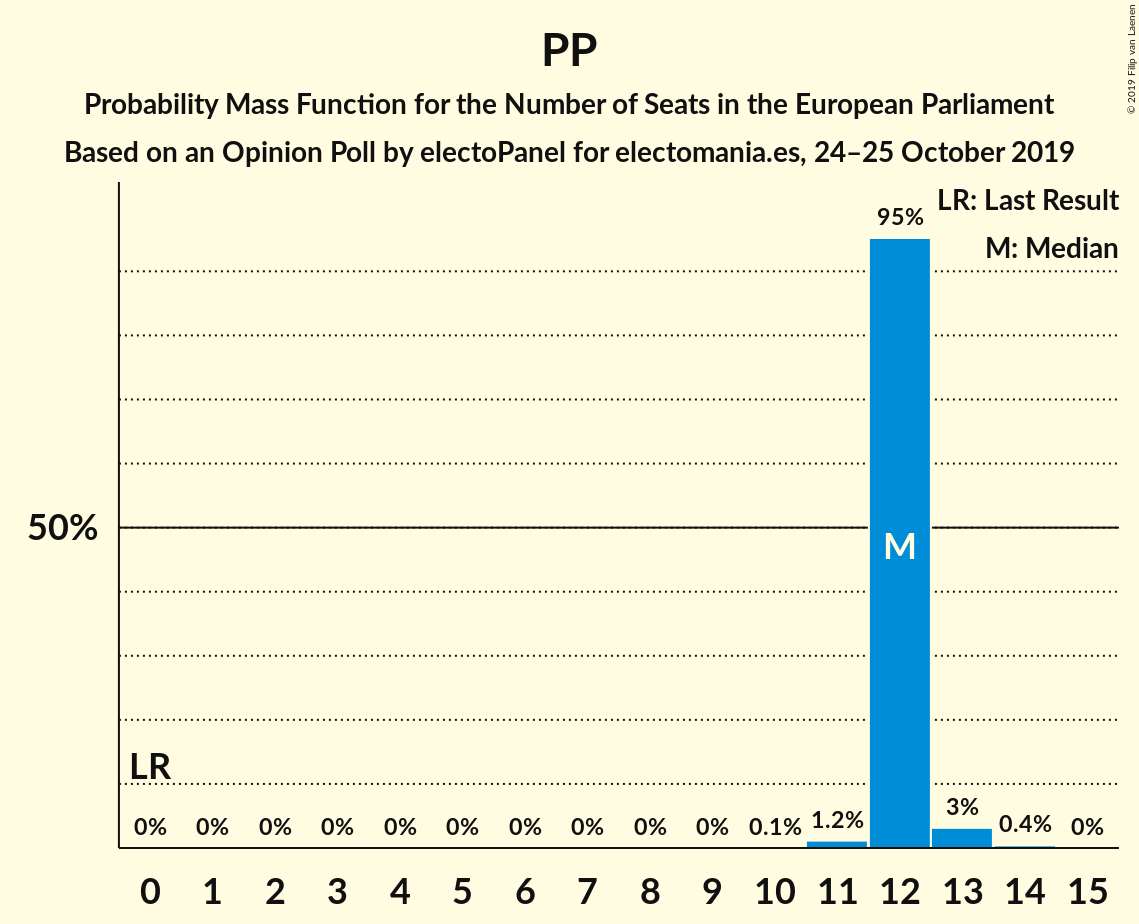 PP
Probability Mass Function for the Number of Seats in the European Parliament
Based on an Opinion Poll by electoPanel for electomania.es, 24–25 October 2019
© 2019 Filip van Laenen
LR: Last Result
M: Median
95%
50%
M
LR
0% 0% 0% 0% 0% 0% 0% 0% 0% 0% 0.1% 1.2% 3% 0.4% 0%
0 1 2 3 4 5 6 7 8 9 10 11 12 13 14 15